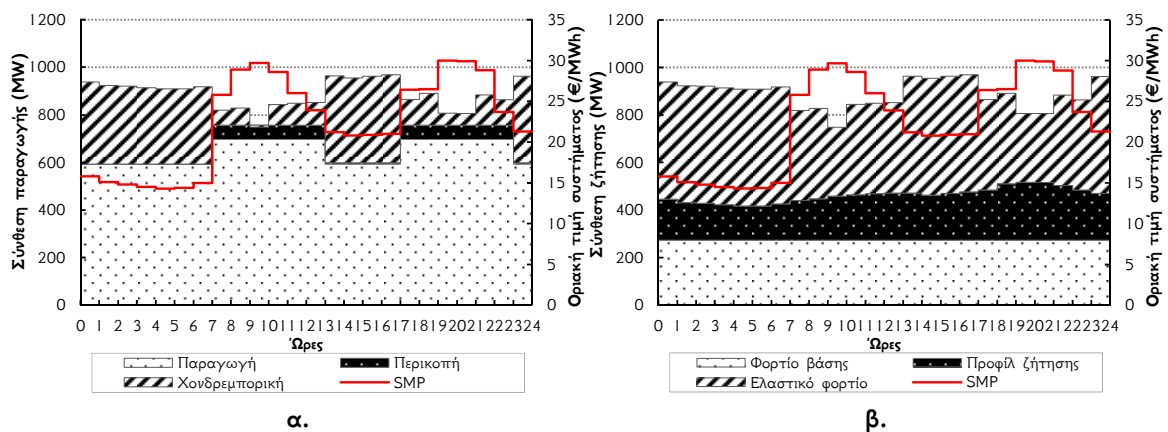 1200
1000
800
600
400
200
0
Σύνθεση παραγωγής (MW)
35
30
25
20
15
10
5
0
Οριακή τιμή συστήματος (€/MWh)
0 1 2 3 4 5 6 7 8 9 10 11 12 13 14 15 16 17 18 19 20 21 22 23 24
Ώρες
Παραγωγή
Περικοπή
Χονδρεμπορική
SMP
α.
1200
1000
800
600
400
200
0
Σύνθεση ζήτησης (MW)
35
30
25
20
15
10
5
0
Οριακή τιμή συστήματος (€/MWh)
0 1 2 3 4 5 6 7 8 9 10 11 12 13 14 15 16 17 18 19 20 21 22 23 24
Ώρες
Φορτίο βάσης
Προφίλ ζήτησης
Ελαστικό φορτίο
SMP
β.